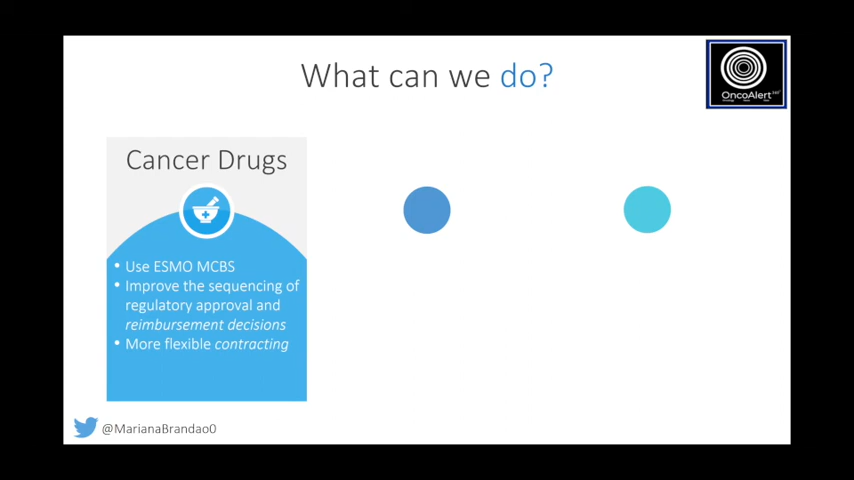 What can we do?
OncoAlert
Cancer Drugs
• Use ESMO MCBS
• Improve the sequencing of
regulatory approval and
reimbursement decisions
• More flexible contracting
@MarianaBrandao0